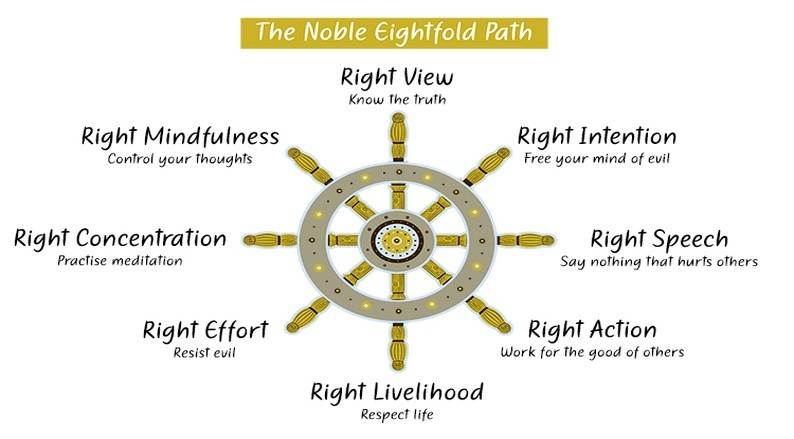 The Noble Eightfold Path
Right View
Know the truth
Right Mindfulness
Control your thoughts
Right Intention
Free your mind of evil
Right Concentration
Practise meditation
Right Speech
Say nothing that hurts others
Right Effort
Resist evil
Right Action
Work for the good of others
Right Livelihood
Respect life